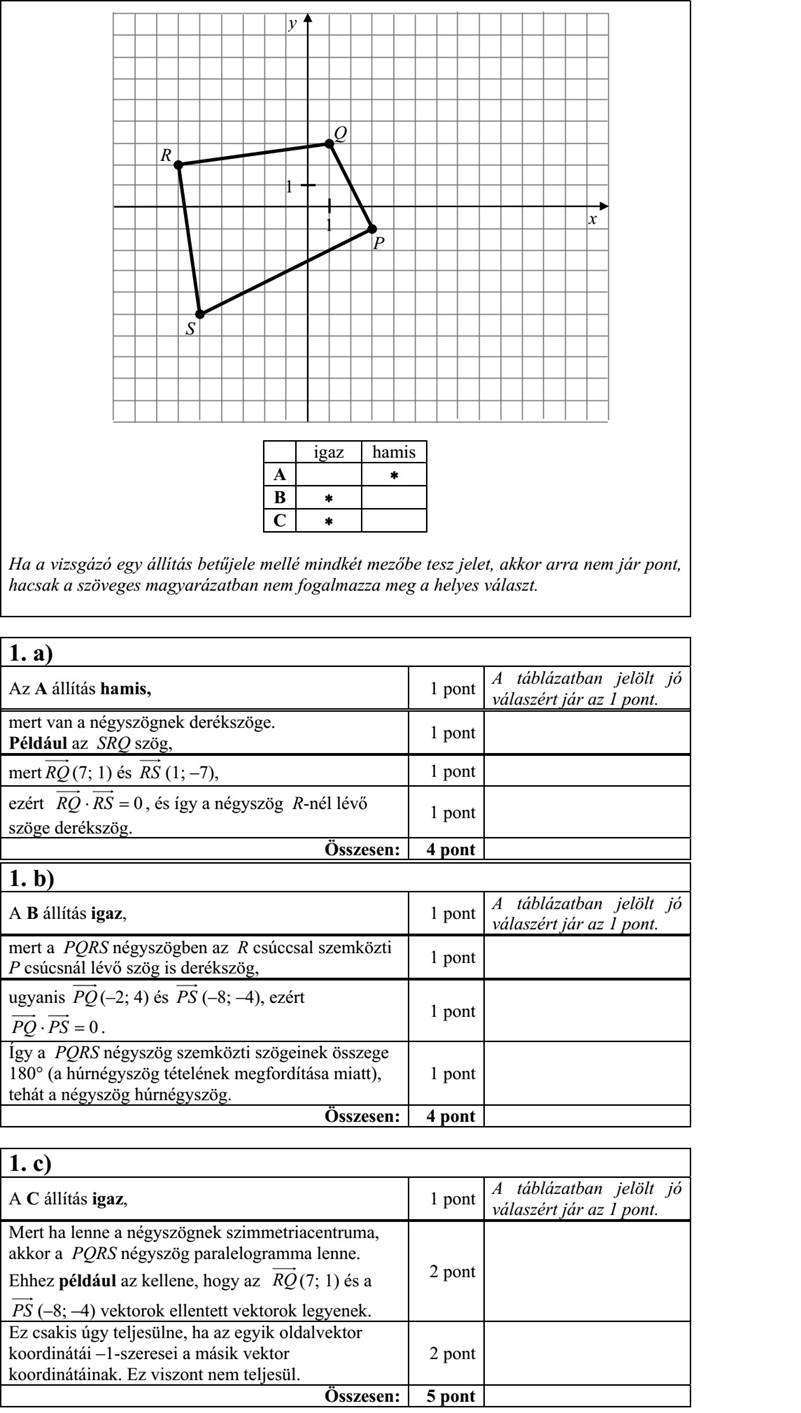 y
Q
R
1
x
1
P
S
igaz hamis
A *
B *
C *
Ha a vizsgázó egy állítás betűjele mellé mindkét mezőbe tesz jelet, akkor arra nem jár pont,
hacsak a szöveges magyarázatban nem fogalmazza meg a helyes választ.
1. a)
Az A állítás hamis, 1 pont A táblázatban jelölt jó
válaszért jár az 1 pont.
mert van a négyszögnek derékszöge.
Például az SRQ szög, 1 pont
mert \overrightarrow{RQ} (7; 1) és \overrightarrow{RS} (1; –7), 1 pont
ezért \overrightarrow{RQ} · \overrightarrow{RS} = 0, és így a négyszög R-nél lévő
szöge derékszög. 1 pont
Összesen: 4 pont
1. b)
A B állítás igaz, 1 pont A táblázatban jelölt jó
válaszért jár az 1 pont.
mert a PQRS négyszögben az R csúccsal szemközti
P csúcsnál lévő szög is derékszög, 1 pont
ugyanis \overrightarrow{PQ} (–2; 4) és \overrightarrow{PS} (–8; –4), ezért
\overrightarrow{PQ} · \overrightarrow{PS} = 0. 1 pont
Így a PQRS négyszög szemközti szögeinek összege
180° (a húrnégyszög tételének megfordítása miatt), 1 pont
tehát a négyszög húrnégyszög.
Összesen: 4 pont
1. c)
A C állítás igaz, 1 pont A táblázatban jelölt jó
válaszért jár az 1 pont.
Mert ha lenne a négyszögnek szimmetriacentruma,
akkor a PQRS négyszög paralelogramma lenne.
Ehhez például az kellene, hogy az \overrightarrow{RQ} (7; 1) és a 2 pont
\overrightarrow{PS} (–8; –4) vektorok ellentett vektorok legyenek.
Ez csakis úgy teljesülne, ha az egyik oldalvektor
koordinátái –1-szeresei a másik vektor 2 pont
koordinátáinak. Ez viszont nem teljesül.
Összesen: 5 pont